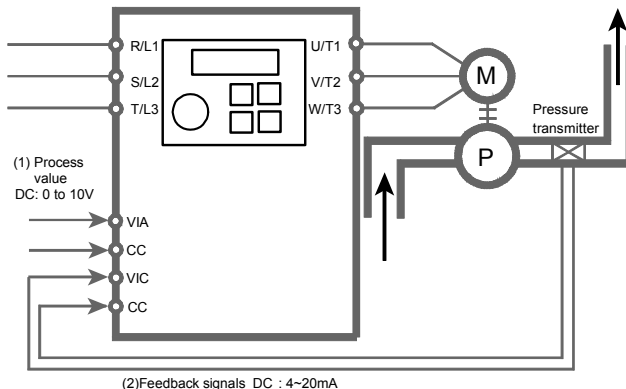 R/L1
S/L2
T/L3
U/T1
V/T2
W/T3
M
P
Pressure
transmitter
(1) Process
value
DC: 0 to 10V
VIA
CC
VIC
CC
(2)Feedback signals DC : 4~20mA